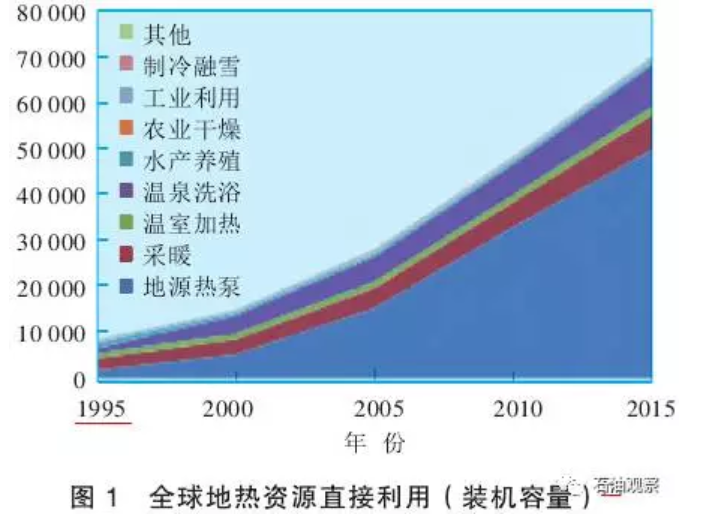 80 000
70 000
60 000
50 000
40 000
30 000
20 000
10 000
0
其他
制冷融雪
工业利用
农业干燥
水产养殖
温泉洗浴
温室加热
采暖
地源热泵
1995 2000 2005 2010 2015
年 份
图 1 全球地热资源直接利用（装机容量）
石油观察